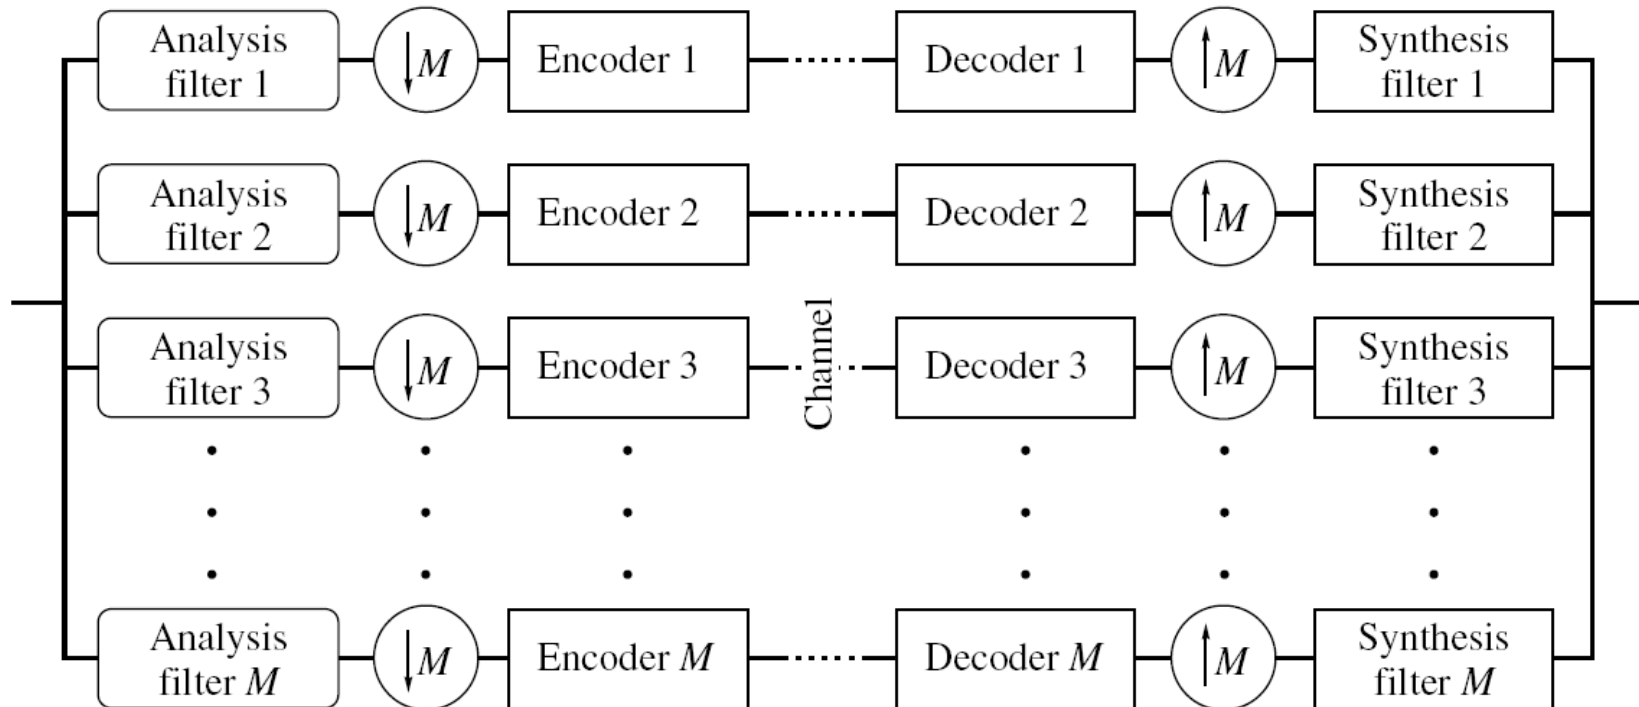 Analysis
filter 1
↓M
Encoder 1
Decoder 1
↑M
Synthesis
filter 1
Analysis
filter 2
↓M
Encoder 2
Decoder 2
↑M
Synthesis
filter 2
Analysis
filter 3
↓M
Encoder 3
Channel
Decoder 3
↑M
Synthesis
filter 3
Analysis
filter M
↓M
Encoder M
Decoder M
↑M
Synthesis
filter M